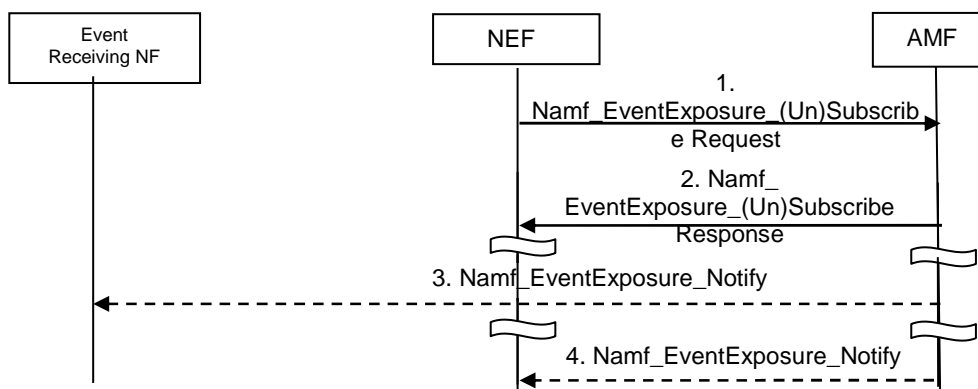 Event
Receiving NF
NEF
AMF
1.
Namf_EventExposure_(Un)Subscrib
e Request
2. Namf_
EventExposure_(Un)Subscribe
Response
3. Namf_EventExposure_Notify
4. Namf_EventExposure_Notify